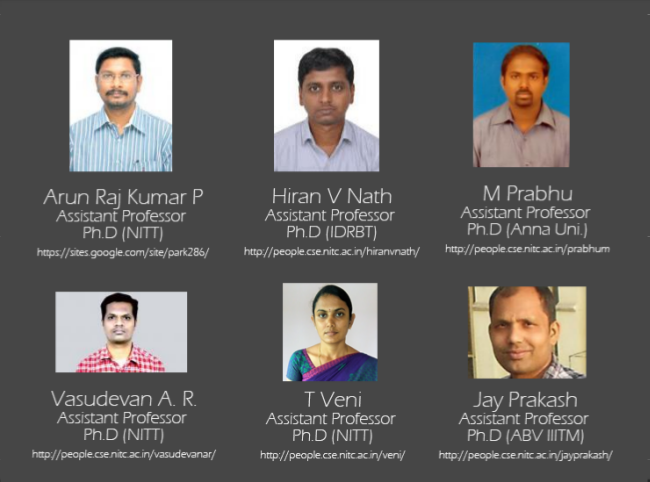 Arun Raj Kumar P
Assistant Professor
Ph.D (NITT)
https://sites.google.com/site/park286/
Hiran V Nath
Assistant Professor
Ph.D (IDRBT)
http://people.cse.nitc.ac.in/hiranvnath/
M Prabhu
Assistant Professor
Ph.D (Anna Uni.)
http://people.cse.nitc.ac.in/prabhum
Vasudevan A. R.
Assistant Professor
Ph.D (NITT)
http://people.cse.nitc.ac.in/vasudevanar/
T Veni
Assistant Professor
Ph.D (NITT)
http://people.cse.nitc.ac.in/veni/
Jay Prakash
Assistant Professor
Ph.D (ABV IIITM)
http://people.cse.nitc.ac.in/jayprakash/